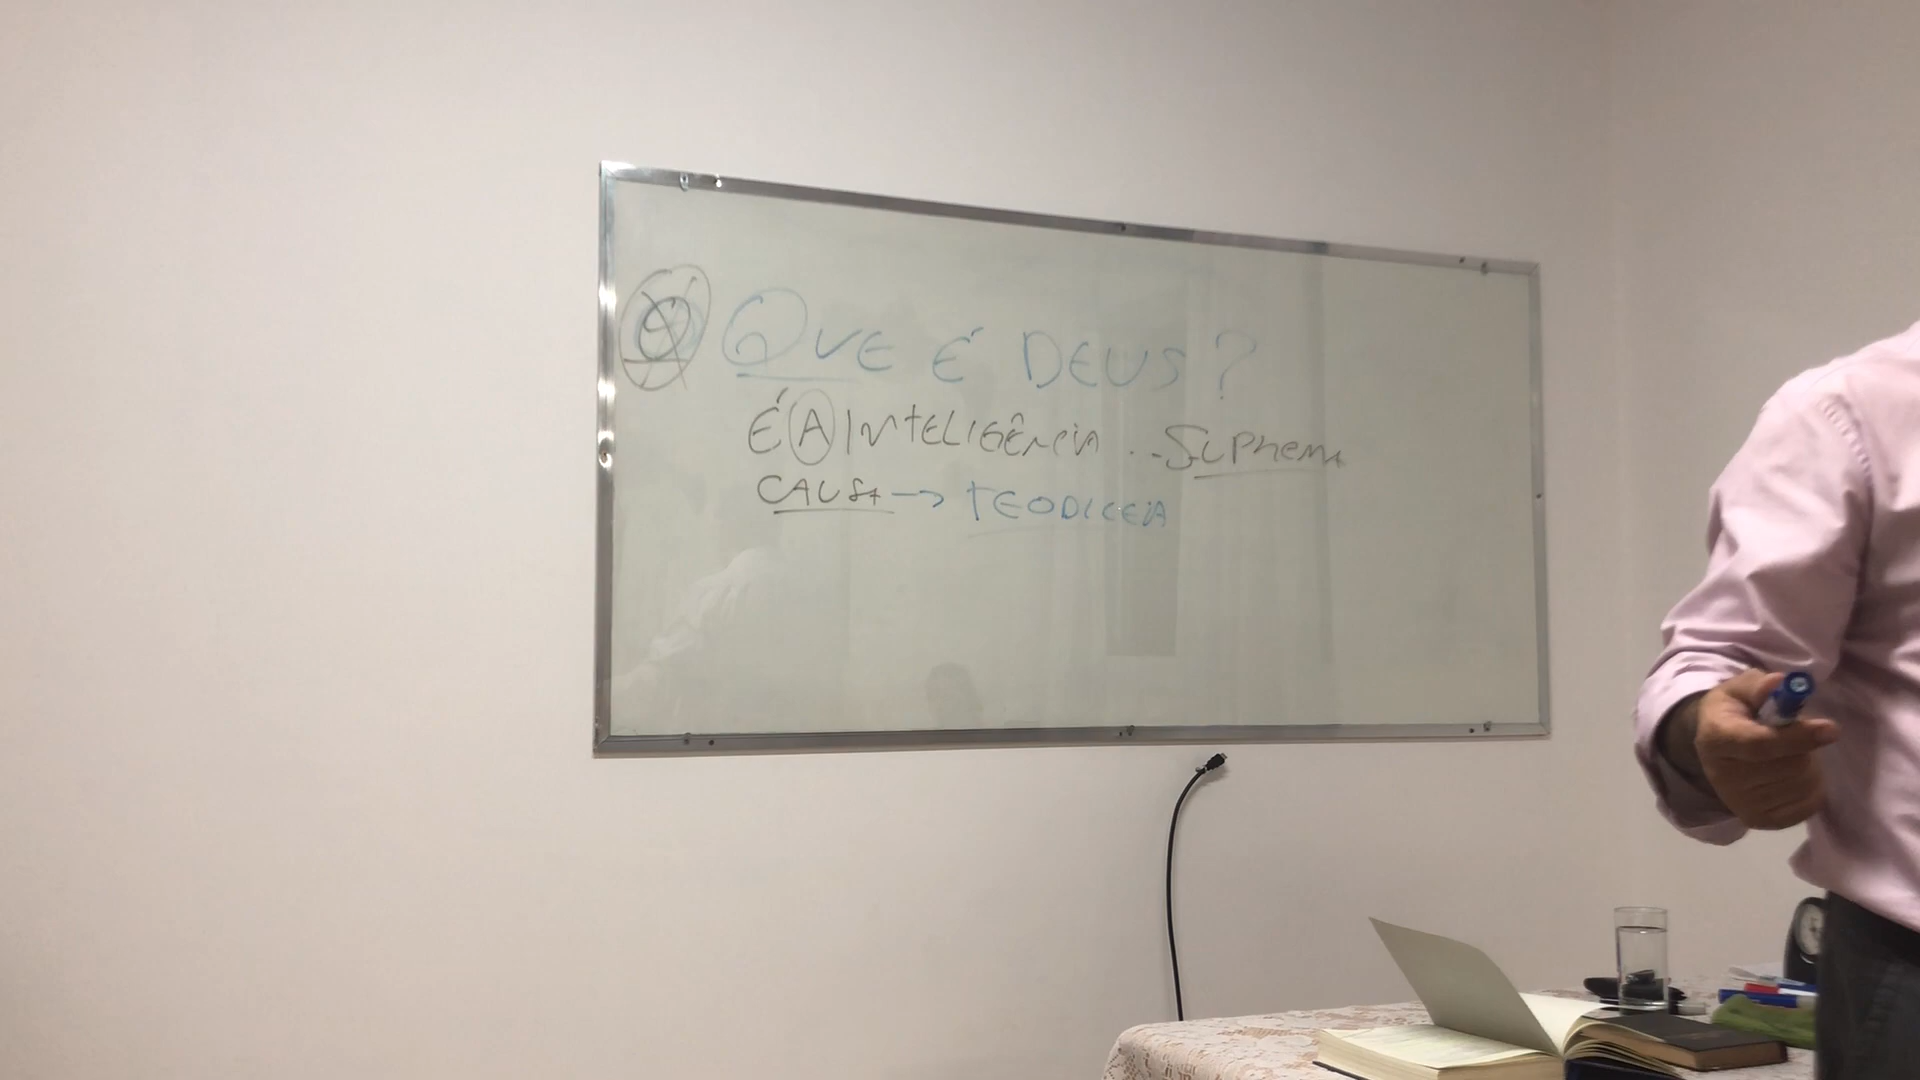 O QUE É DEUS?
É A INTELIGÊNCIA ... SUPREMA
CAUSA → TEODICEIA